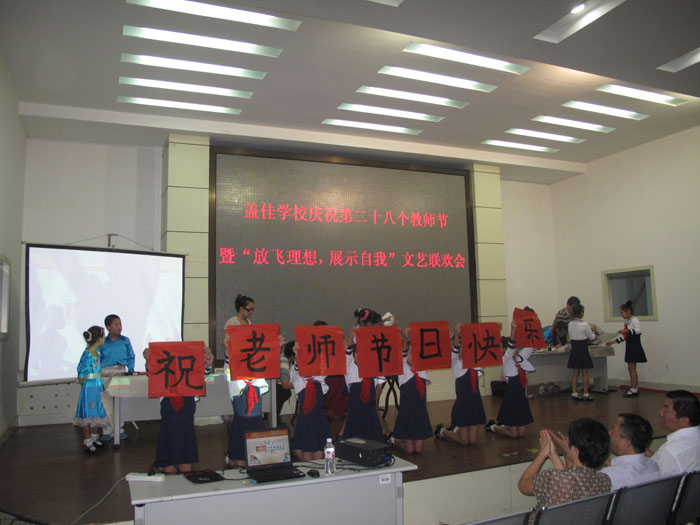 盖佳学校庆祝第二十八个教师节
暨“放飞理想，展示自我”文艺联欢会
祝老师节日快乐